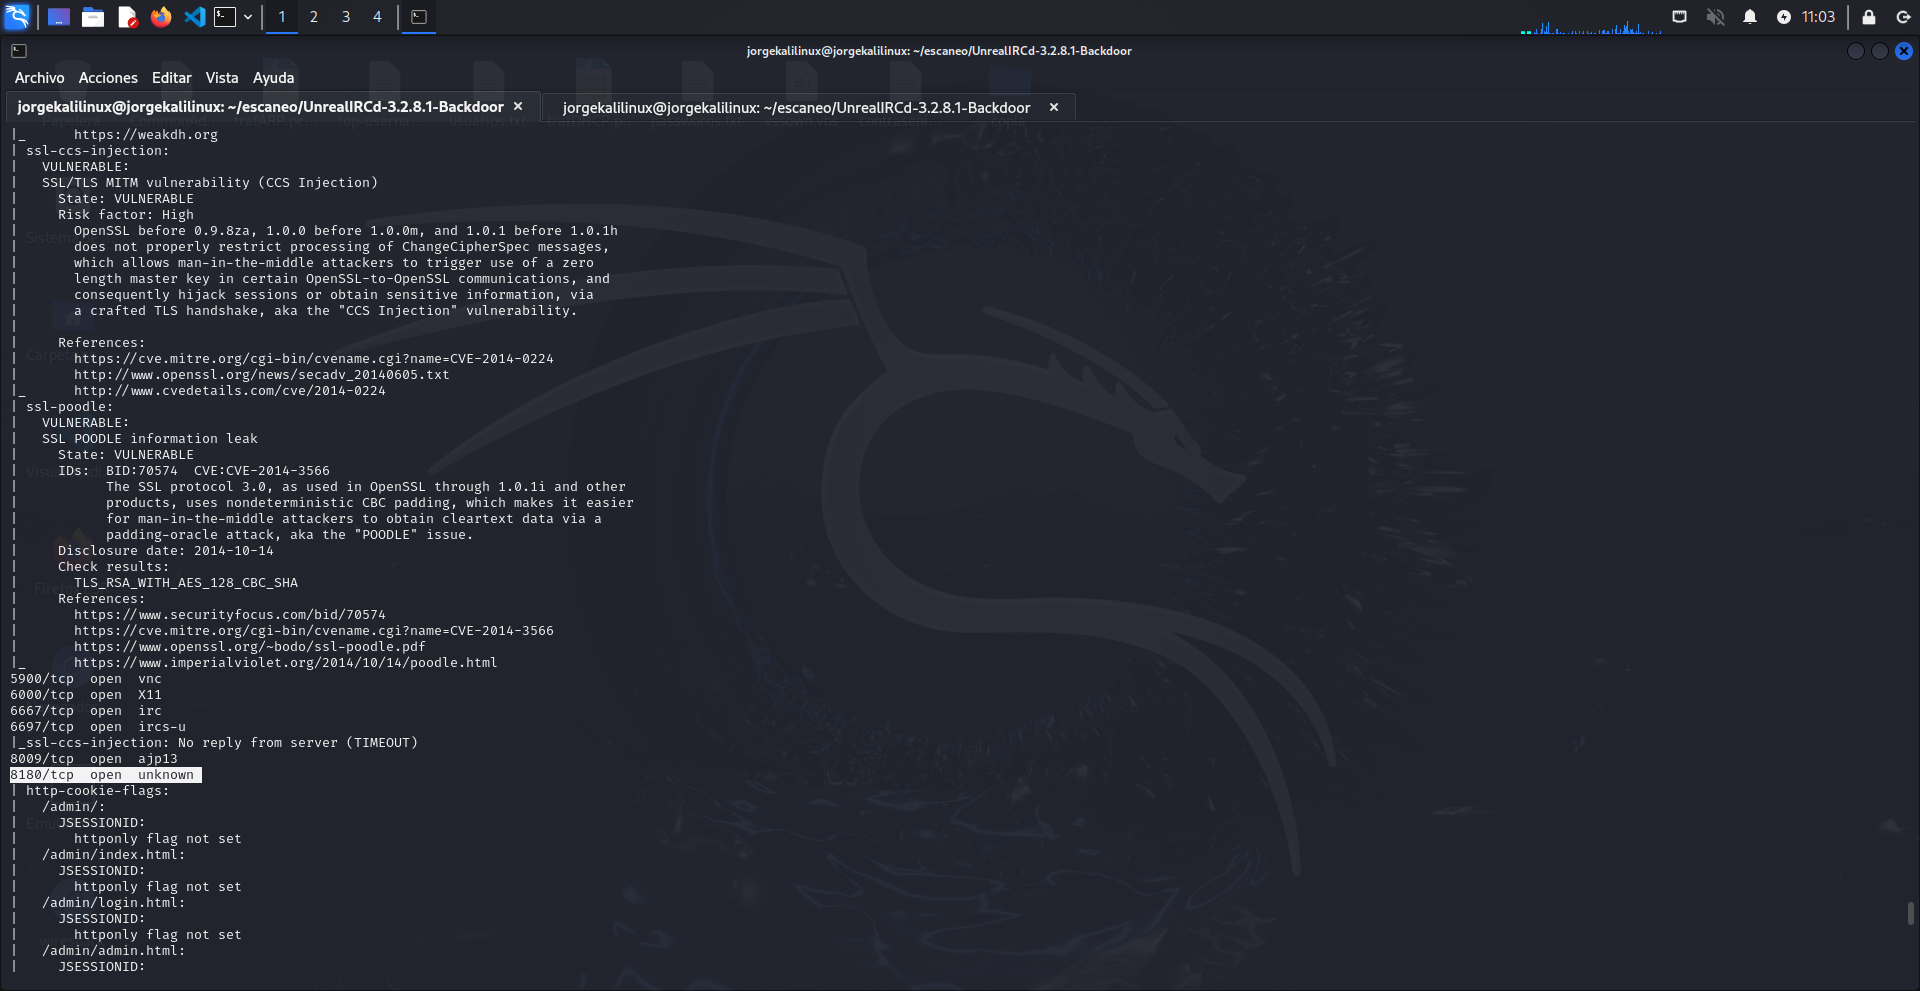 1 2 3 4
11:03
jorgekalilinux@jorgekalilinux: ~/escaneo/UnrealIRCd-3.2.8.1-Backdoor
Archivo Acciones Editar Vista Ayuda
jorgekalilinux@jorgekalilinux: ~/escaneo/UnrealIRCd-3.2.8.1-Backdoor × jorgekalilinux@jorgekalilinux: ~/escaneo/UnrealIRCd-3.2.8.1-Backdoor ×
|_      https://weakdh.org
| ssl-ccs-injection:
|   VULNERABLE:
|   SSL/TLS MITM vulnerability (CCS Injection)
|     State: VULNERABLE
|     Risk factor: High
|       OpenSSL before 0.9.8za, 1.0.0 before 1.0.0m, and 1.0.1 before 1.0.1h
|       does not properly restrict processing of ChangeCipherSpec messages,
|       which allows man-in-the-middle attackers to trigger use of a zero
|       length master key in certain OpenSSL-to-OpenSSL communications, and
|       consequently hijack sessions or obtain sensitive information, via
|       a crafted TLS handshake, aka the "CCS Injection" vulnerability.
|
|     References:
|       https://cve.mitre.org/cgi-bin/cvename.cgi?name=CVE-2014-0224
|       http://www.openssl.org/news/secadv_20140605.txt
|_      http://www.cvedetails.com/cve/2014-0224
| ssl-poodle:
|   VULNERABLE:
|   SSL POODLE information leak
|     State: VULNERABLE
|     IDs:  BID:70574  CVE:CVE-2014-3566
|           The SSL protocol 3.0, as used in OpenSSL through 1.0.1i and other
|           products, uses nondeterministic CBC padding, which makes it easier
|           for man-in-the-middle attackers to obtain cleartext data via a
|           padding-oracle attack, aka the "POODLE" issue.
|     Disclosure date: 2014-10-14
|     Check results:
|       TLS_RSA_WITH_AES_128_CBC_SHA
|     References:
|       https://www.securityfocus.com/bid/70574
|       https://cve.mitre.org/cgi-bin/cvename.cgi?name=CVE-2014-3566
|       https://www.openssl.org/~bodo/ssl-poodle.pdf
|_      https://www.imperialviolet.org/2014/10/14/poodle.html
5900/tcp  open  vnc
6000/tcp  open  X11
6667/tcp  open  irc
6697/tcp  open  ircs-u
|_ssl-ccs-injection: No reply from server (TIMEOUT)
8009/tcp  open  ajp13
8180/tcp  open  unknown
| http-cookie-flags:
|   /admin/:
|     JSESSIONID:
|       httponly flag not set
|   /admin/index.html:
|     JSESSIONID:
|       httponly flag not set
|   /admin/login.html:
|     JSESSIONID:
|       httponly flag not set
|   /admin/admin.html:
|     JSESSIONID: